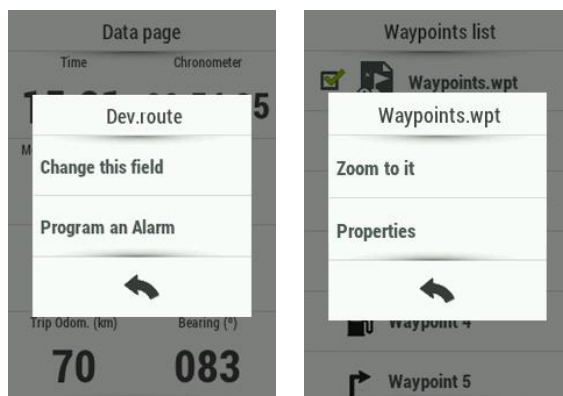 Data page
Time Chronometer
Dev.route
Change this field
Program an Alarm
Trip Odom. (km) Bearing (º)
70 083
Waypoints list
Waypoints.wpt
Waypoints.wpt
Zoom to it
Properties
Waypoint 4
Waypoint 5